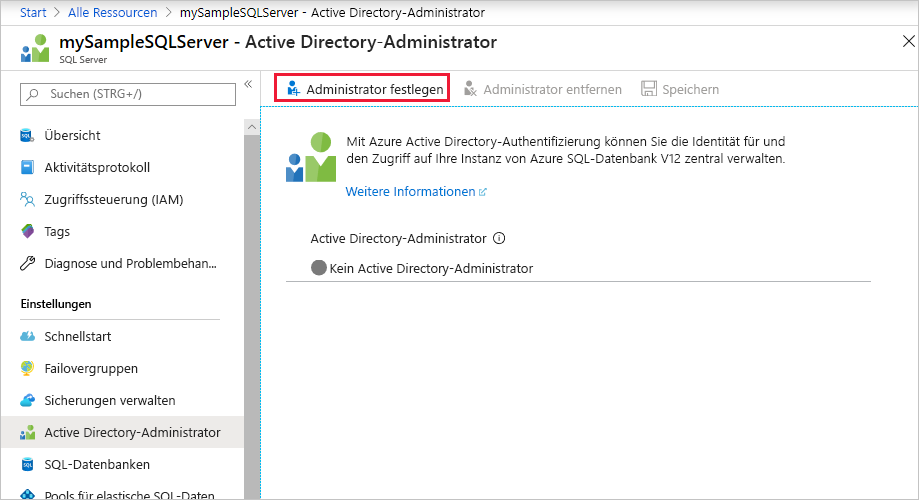 Start > Alle Ressourcen > mySampleSQLServer - Active Directory-Administrator
mySampleSQLServer - Active Directory-Administrator
SQL Server
Suchen (STRG+/)
Übersicht
Aktivitätsprotokoll
Zugriffssteuerung (IAM)
Tags
Diagnose und Problembehan...
Einstellungen
Schnellstart
Failovergruppen
Sicherungen verwalten
Active Directory-Administrator
SQL-Datenbanken
Pools für elastische SQL-Daten
Administrator festlegen
Administrator entfernen
Speichern
Mit Azure Active Directory-Authentifizierung können Sie die Identität für und
den Zugriff auf Ihre Instanz von Azure SQL-Datenbank V12 zentral verwalten.
Weitere Informationen
Active Directory-Administrator
Kein Active Directory-Administrator